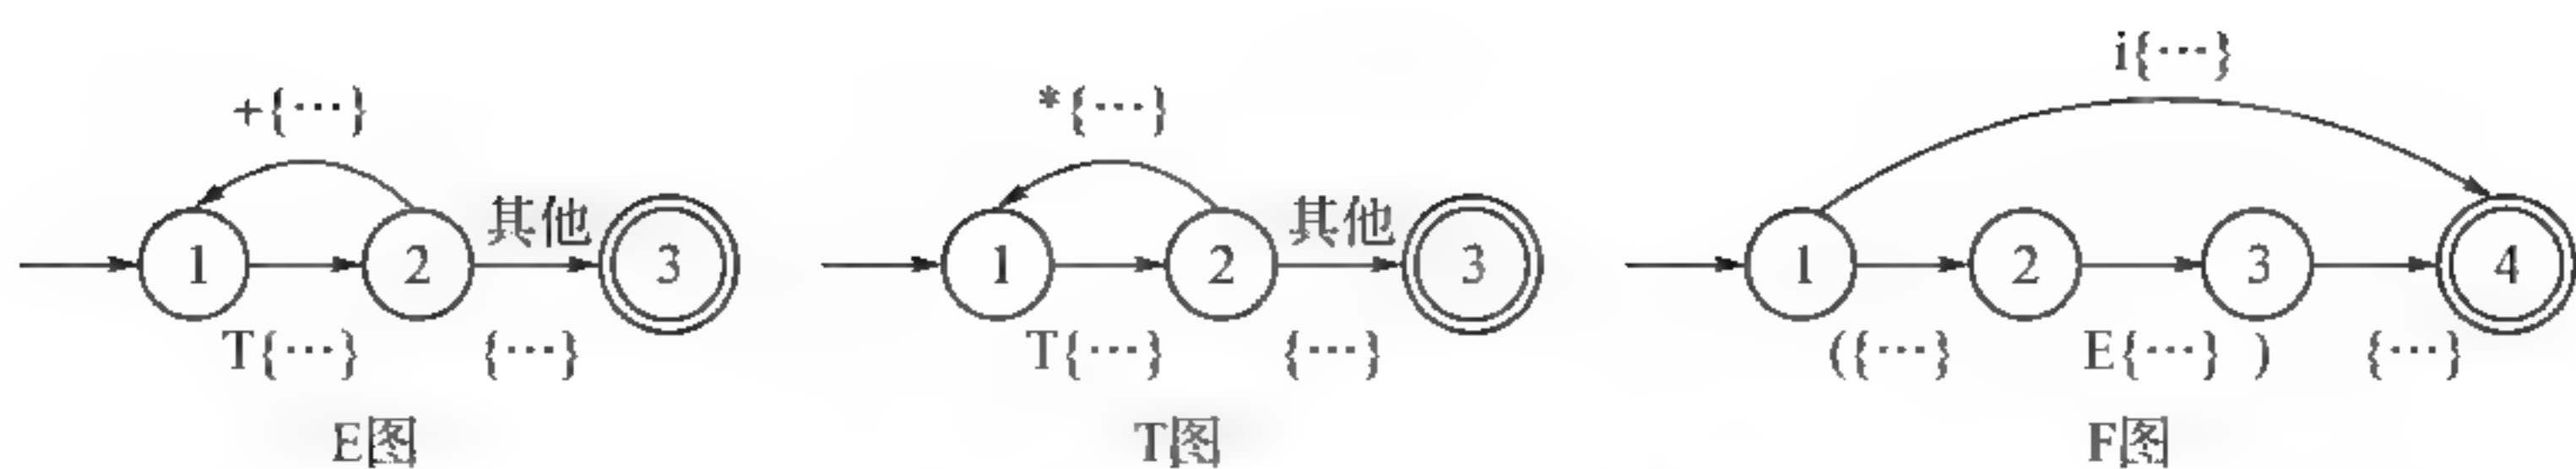 i{…}
+{…} *{…}
其他 其他
1 2 3 1 2 3 1 2 3 4
T{…} {…} T{…} {…} ({…} E{…} ) {…}
E图 T图 F图